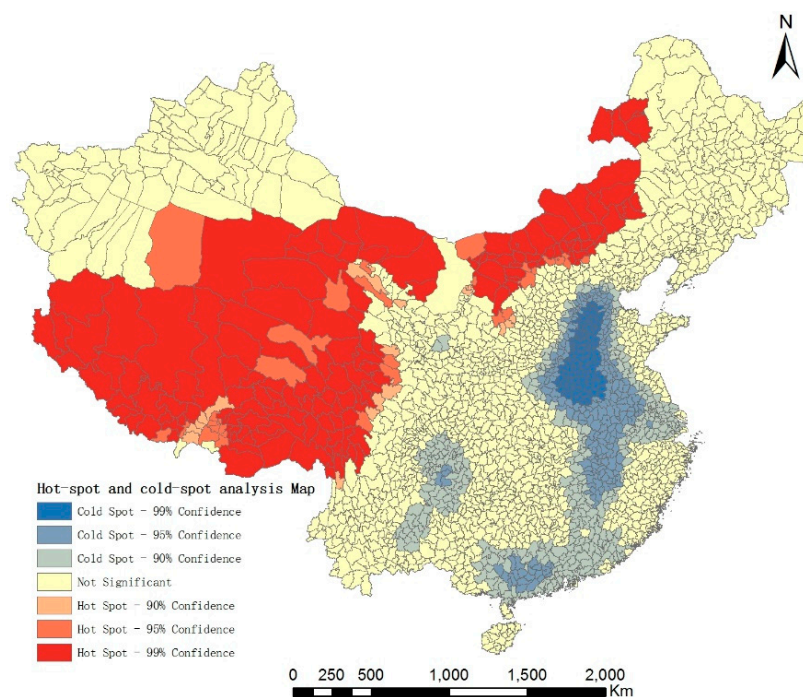 N
Hot-spot and cold-spot analysis Map
Cold Spot - 99% Confidence
Cold Spot - 95% Confidence
Cold Spot - 90% Confidence
Not Significant
Hot Spot - 90% Confidence
Hot Spot - 95% Confidence
Hot Spot - 99% Confidence
0 250 500 1,000 1,500 2,000
Km